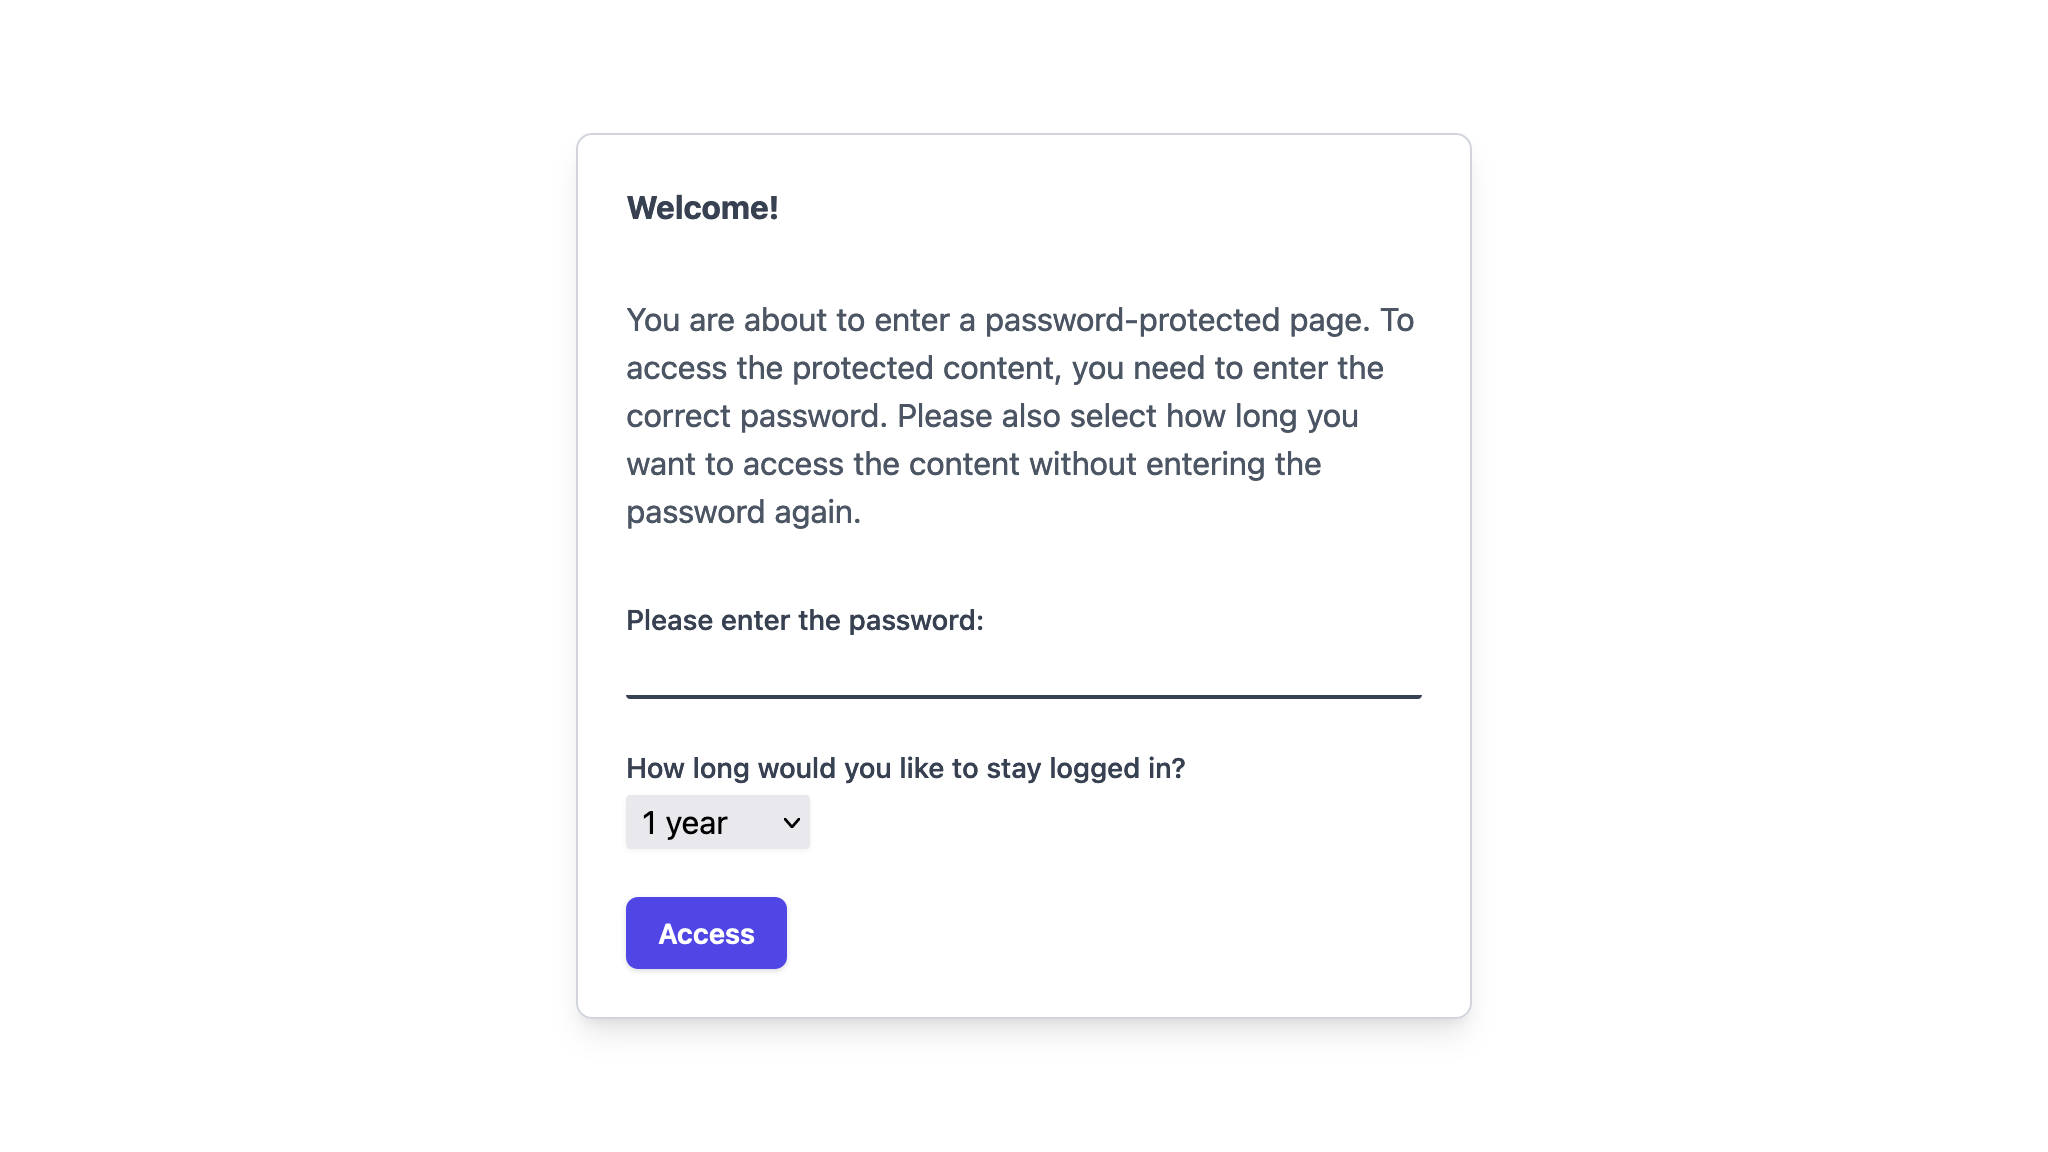 Welcome!
You are about to enter a password-protected page. To
access the protected content, you need to enter the
correct password. Please also select how long you
want to access the content without entering the
password again.
Please enter the password:
How long would you like to stay logged in?
1 year
Access